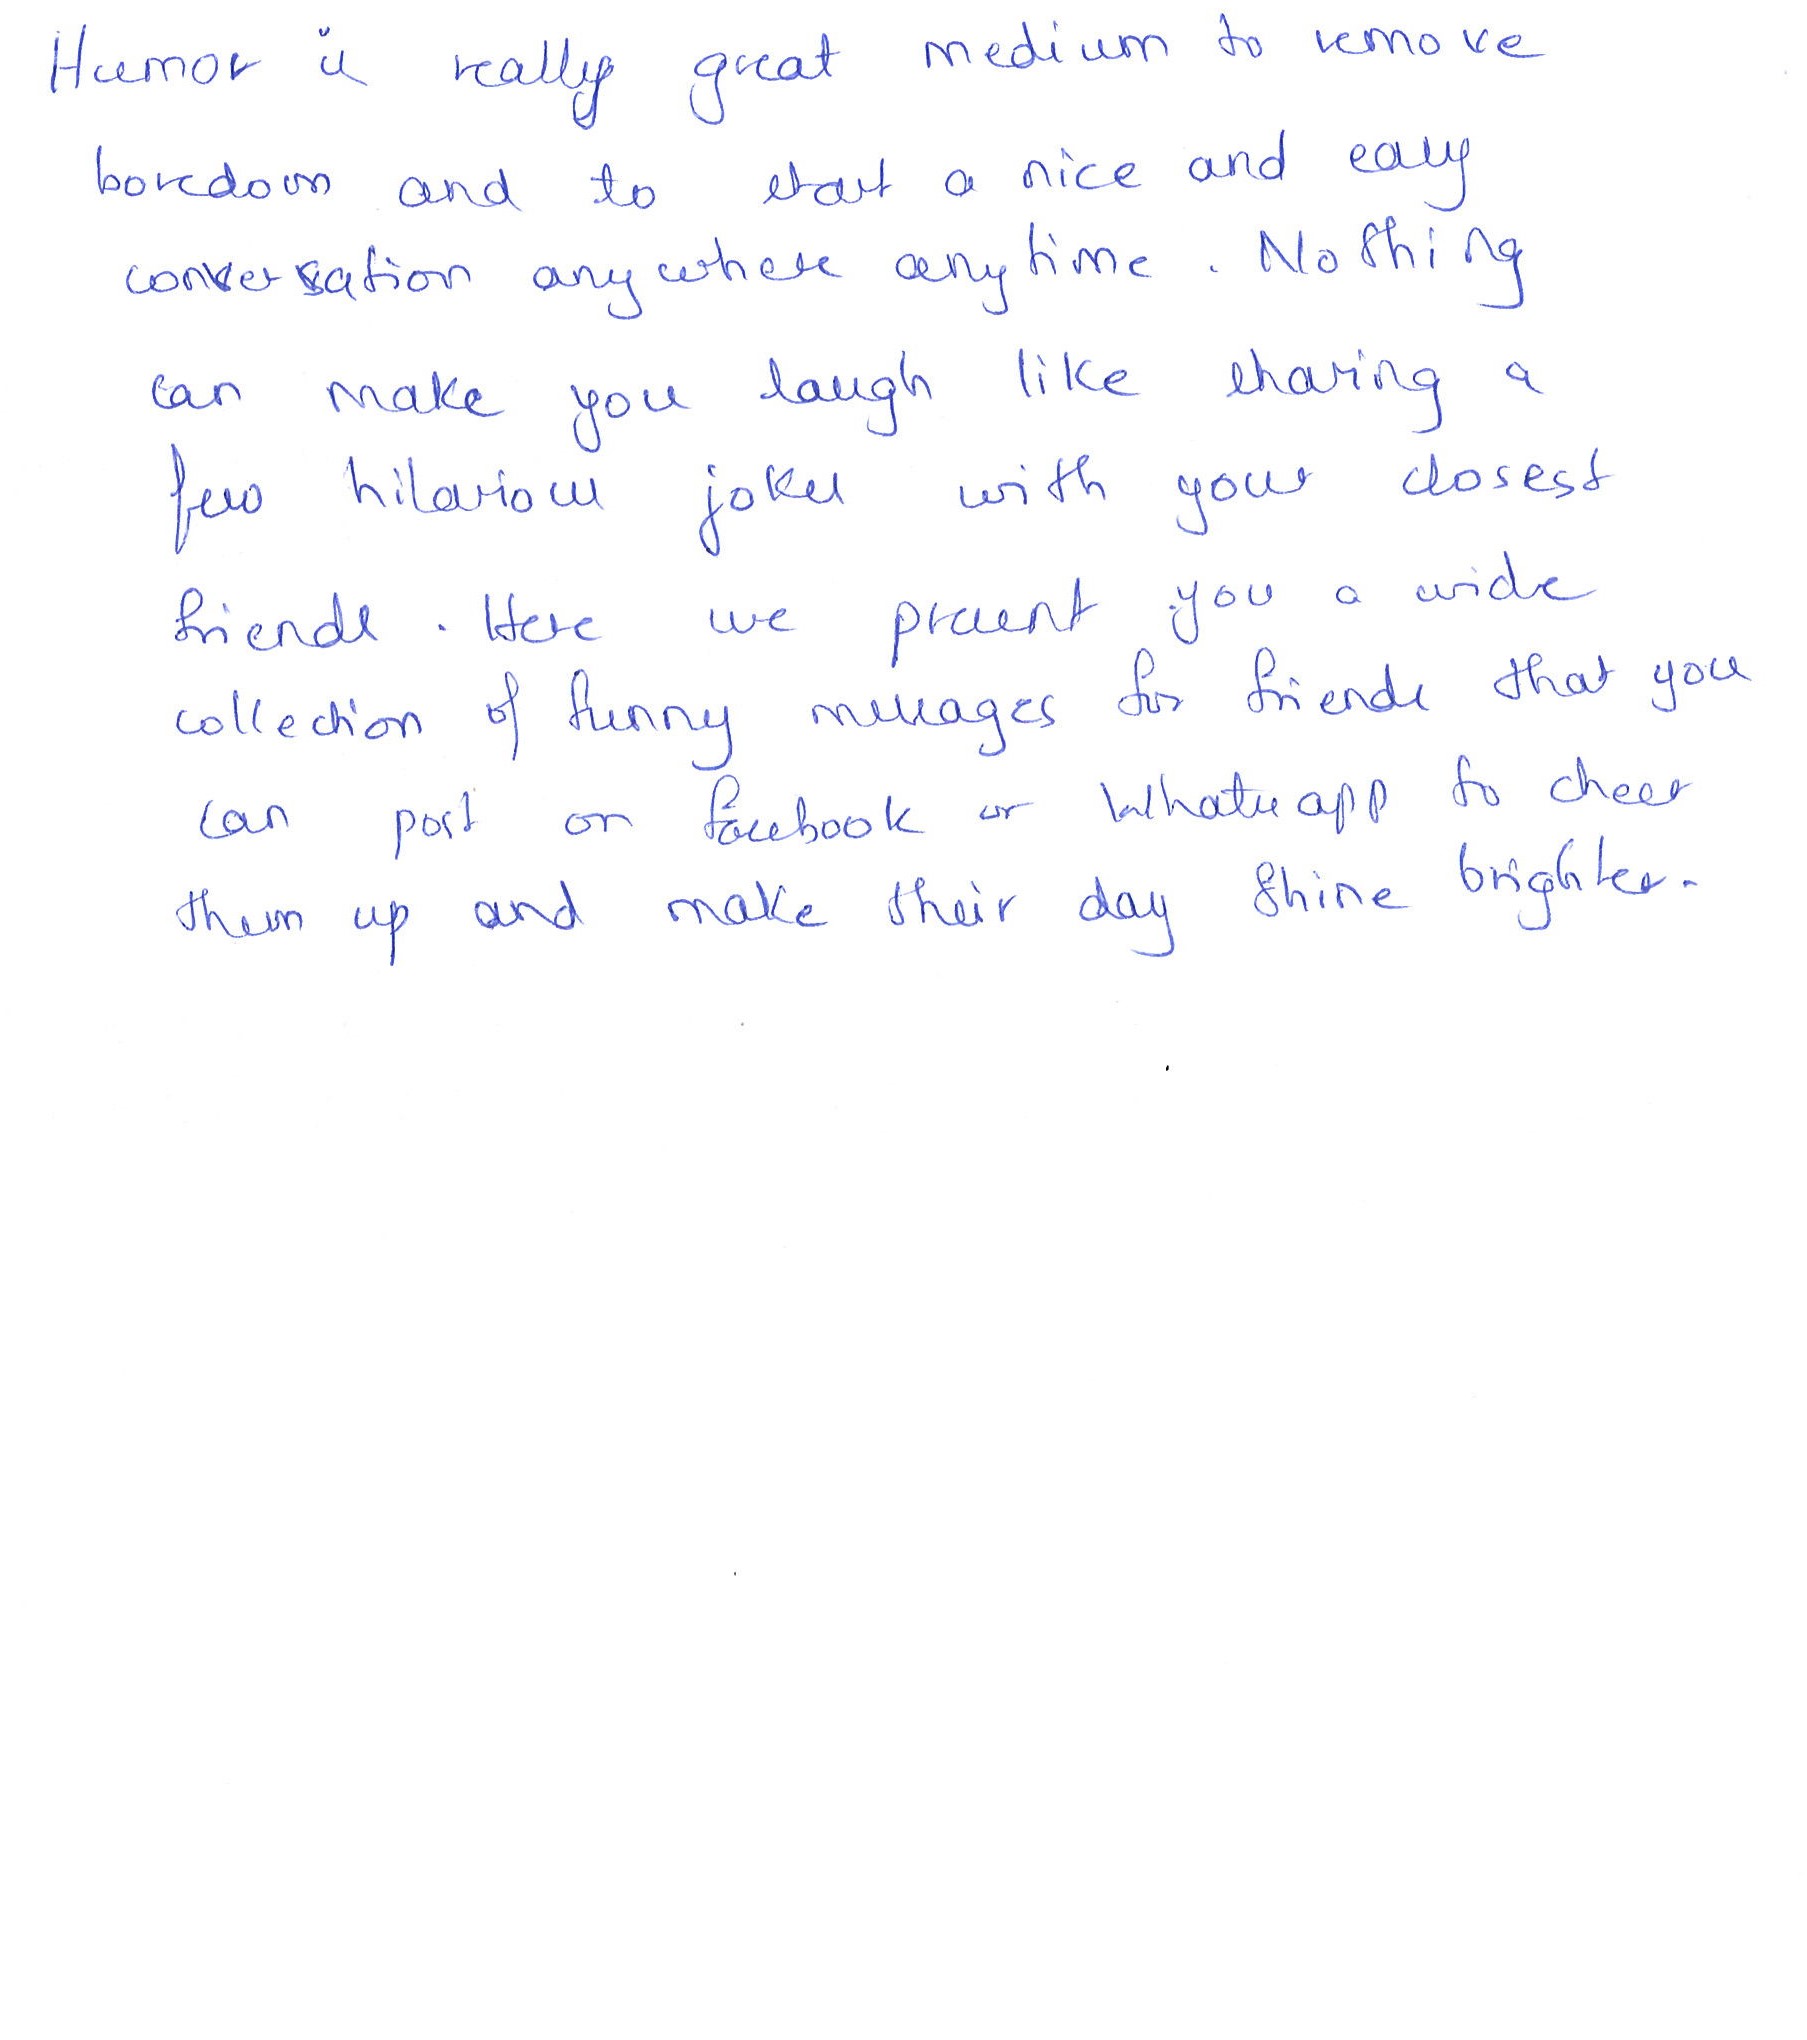 Humor is really great medium to remove
boredom and to start a nice and easy
conversation anywhere anytime. Nothing
can make you laugh like sharing a
few hilarious jokes with your closest
friends. Here we present you a wide
collection of funny messages for friends that you
can post on facebook or Whatsapp to cheer
them up and make their day shine brighter.